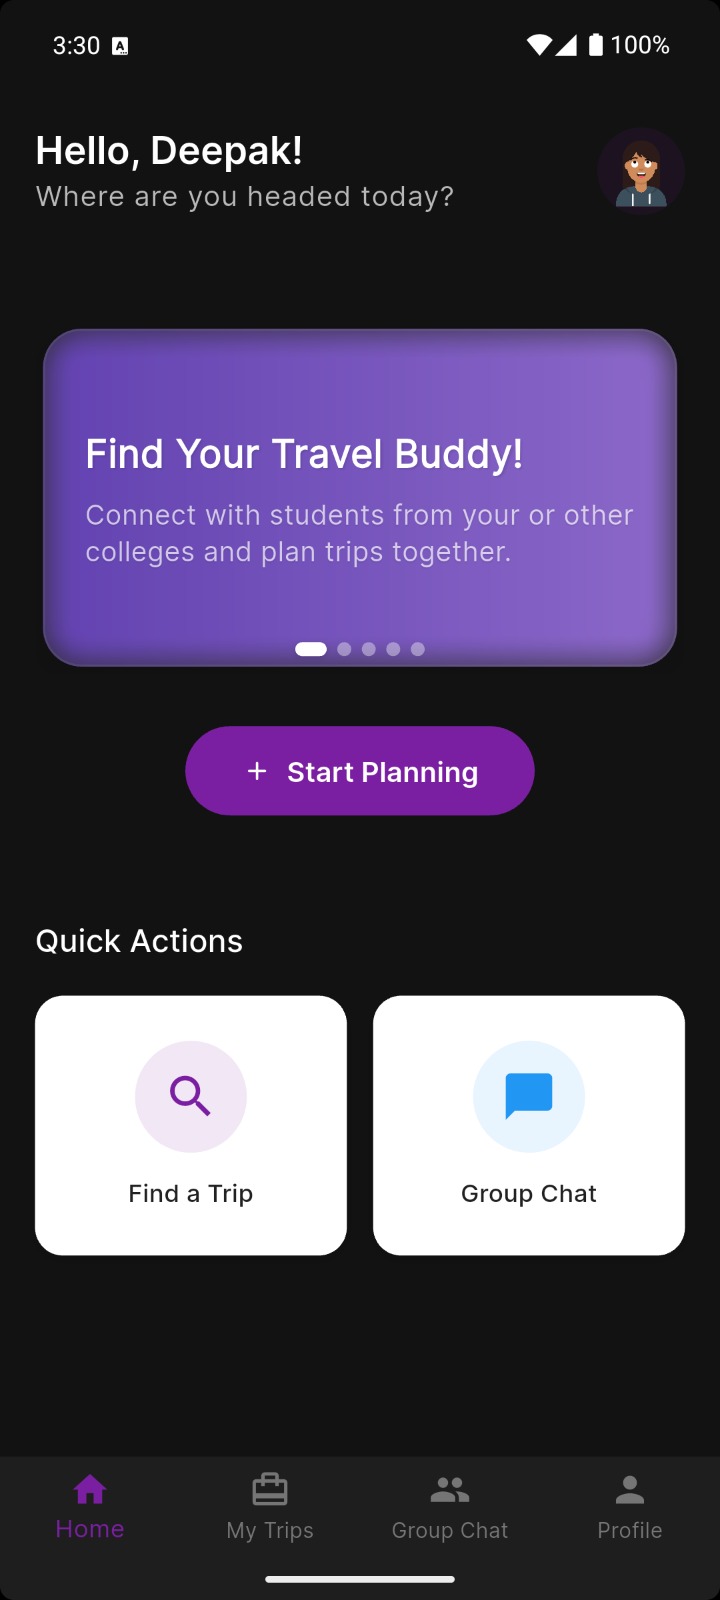 3:30
100%
Hello, Deepak!
Where are you headed today?
Find Your Travel Buddy!
Connect with students from your or other
colleges and plan trips together.
+ Start Planning
Quick Actions
Find a Trip
Group Chat
Home
My Trips
Group Chat
Profile